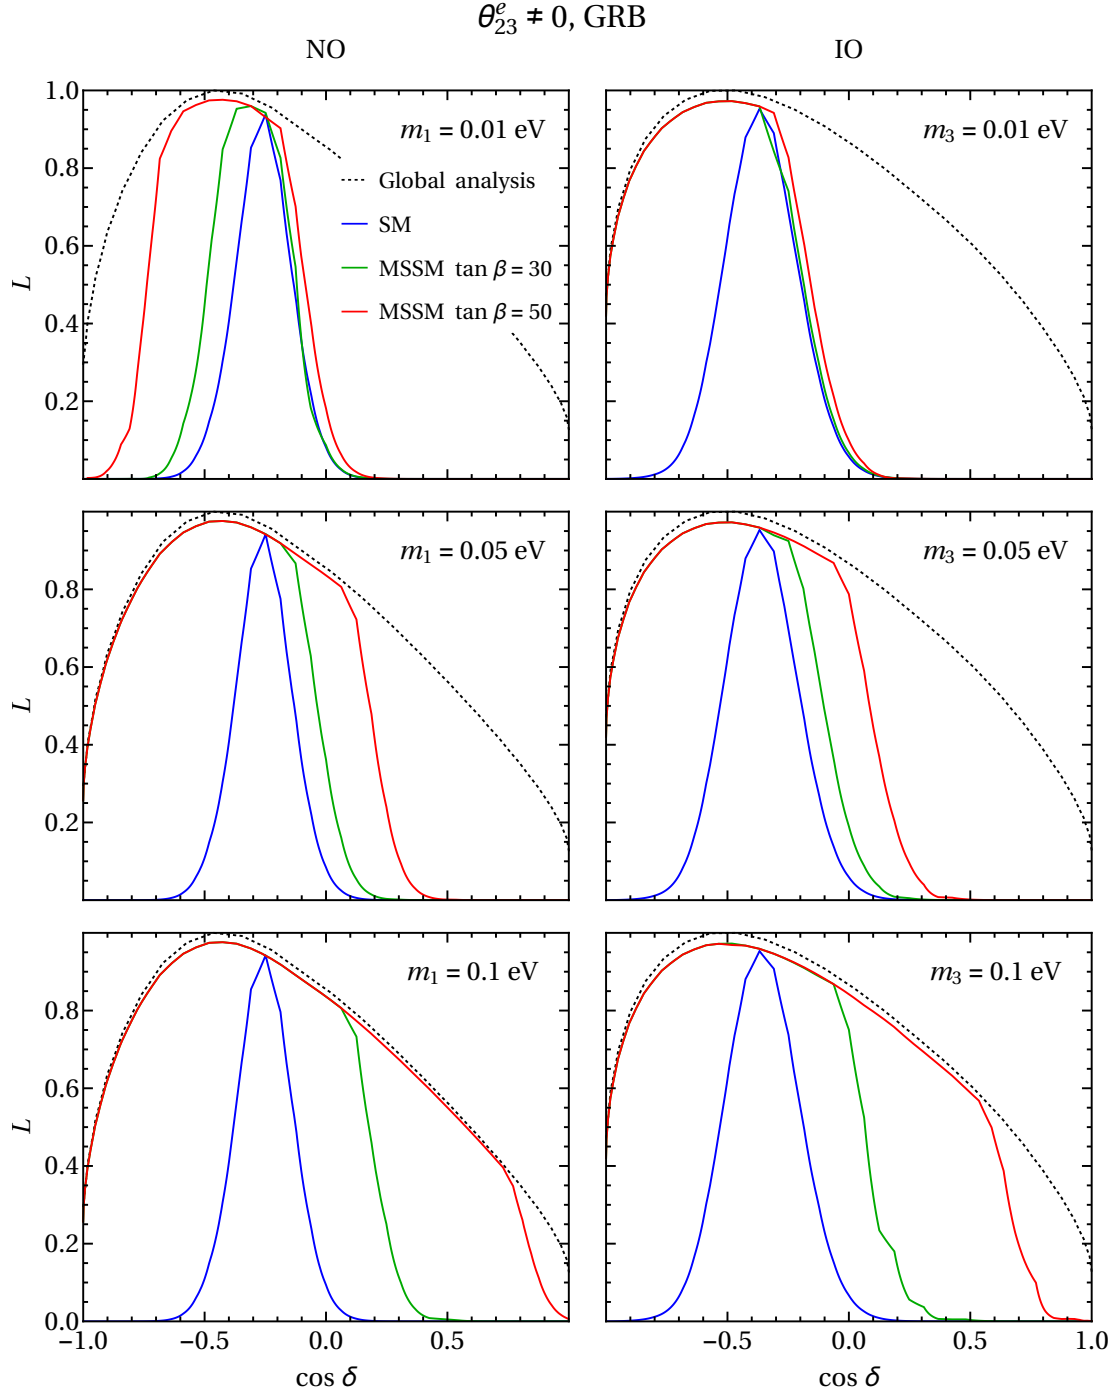 θ₂₃ᵉ ≠ 0, GRB
NO IO
1.0
0.8
0.6
0.4
0.2
L
m₁ = 0.01 eV
Global analysis
SM
MSSM tan β = 30
MSSM tan β = 50
m₃ = 0.01 eV
0.8
0.6
0.4
0.2
L
m₁ = 0.05 eV
m₃ = 0.05 eV
0.8
0.6
0.4
0.2
0.0
L
m₁ = 0.1 eV
m₃ = 0.1 eV
−1.0 −0.5 0.0 0.5
−0.5 0.0 0.5 1.0
cos δ
cos δ